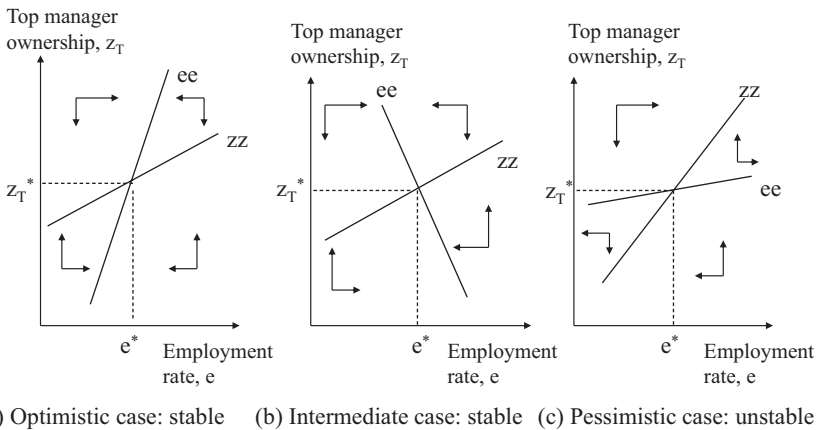 Top manager
ownership, z_T
ee
zz
z_T*
e*
Employment
rate, e
) Optimistic case: stable
Top manager
ownership, z_T
ee
zz
z_T*
e*
Employment
rate, e
(b) Intermediate case: stable
Top manager
ownership, z_T
zz
ee
z_T*
e*
Employment
rate, e
(c) Pessimistic case: unstable